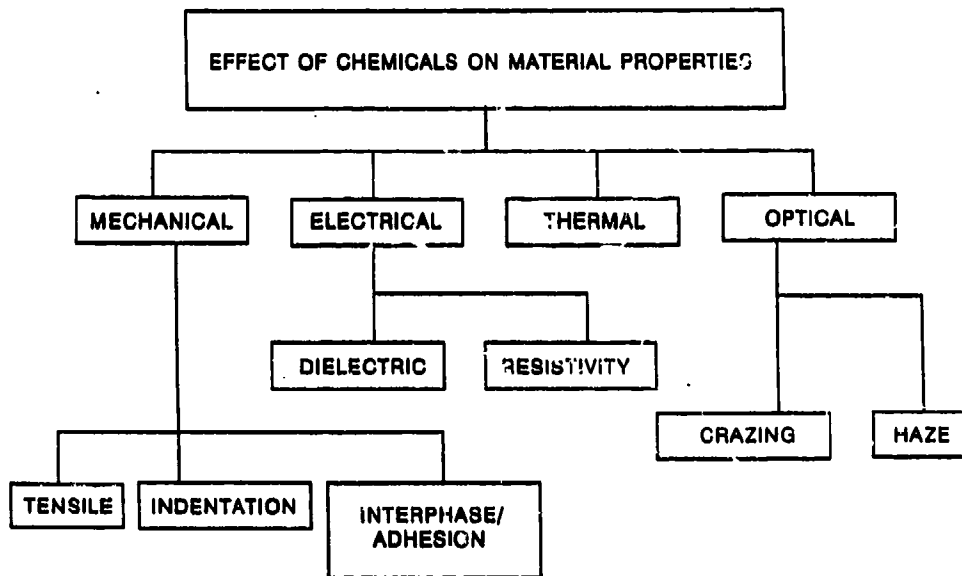 EFFECT OF CHEMICALS ON MATERIAL PROPERTIES
MECHANICAL
ELECTRICAL
THERMAL
OPTICAL
DIELECTRIC
RESISTIVITY
CRAZING
HAZE
TENSILE
INDENTATION
INTERPHASE/
ADHESION